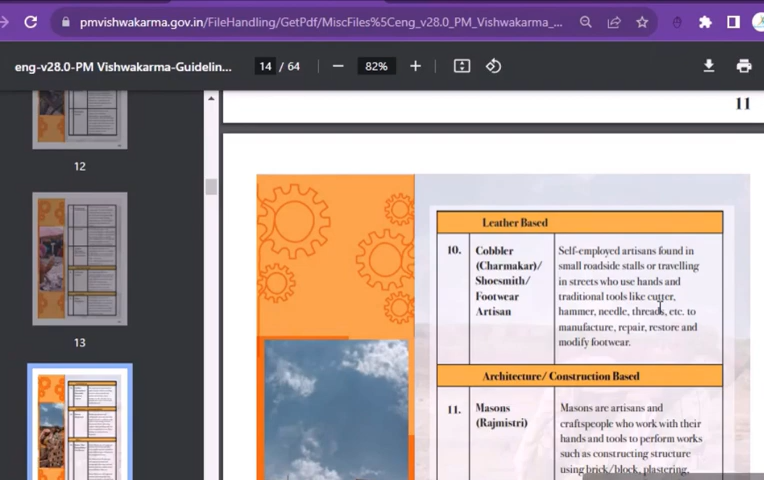 pmvishwakarma.gov.in/FileHandling/GetPdf/MiscFiles%5Ceng_v28.0_PM_Vishwakarma_...
eng-v28.0-PM Vishwakarma-Guidelin...
14 / 64
82%
12
13
11
Leather Based
10.
Cobbler
(Charmakar)/
Shoesmith/
Footwear
Artisan
Self-employed artisans found in
small roadside stalls or travelling
in streets who use hands and
traditional tools like cutter,
hammer, needle, threads, etc. to
manufacture, repair, restore and
modify footwear.
Architecture/ Construction Based
11.
Masons
(Rajmistri)
Masons are artisans and
craftspeople who work with their
hands and tools to perform works
such as constructing structure
using brick/block, plastering,